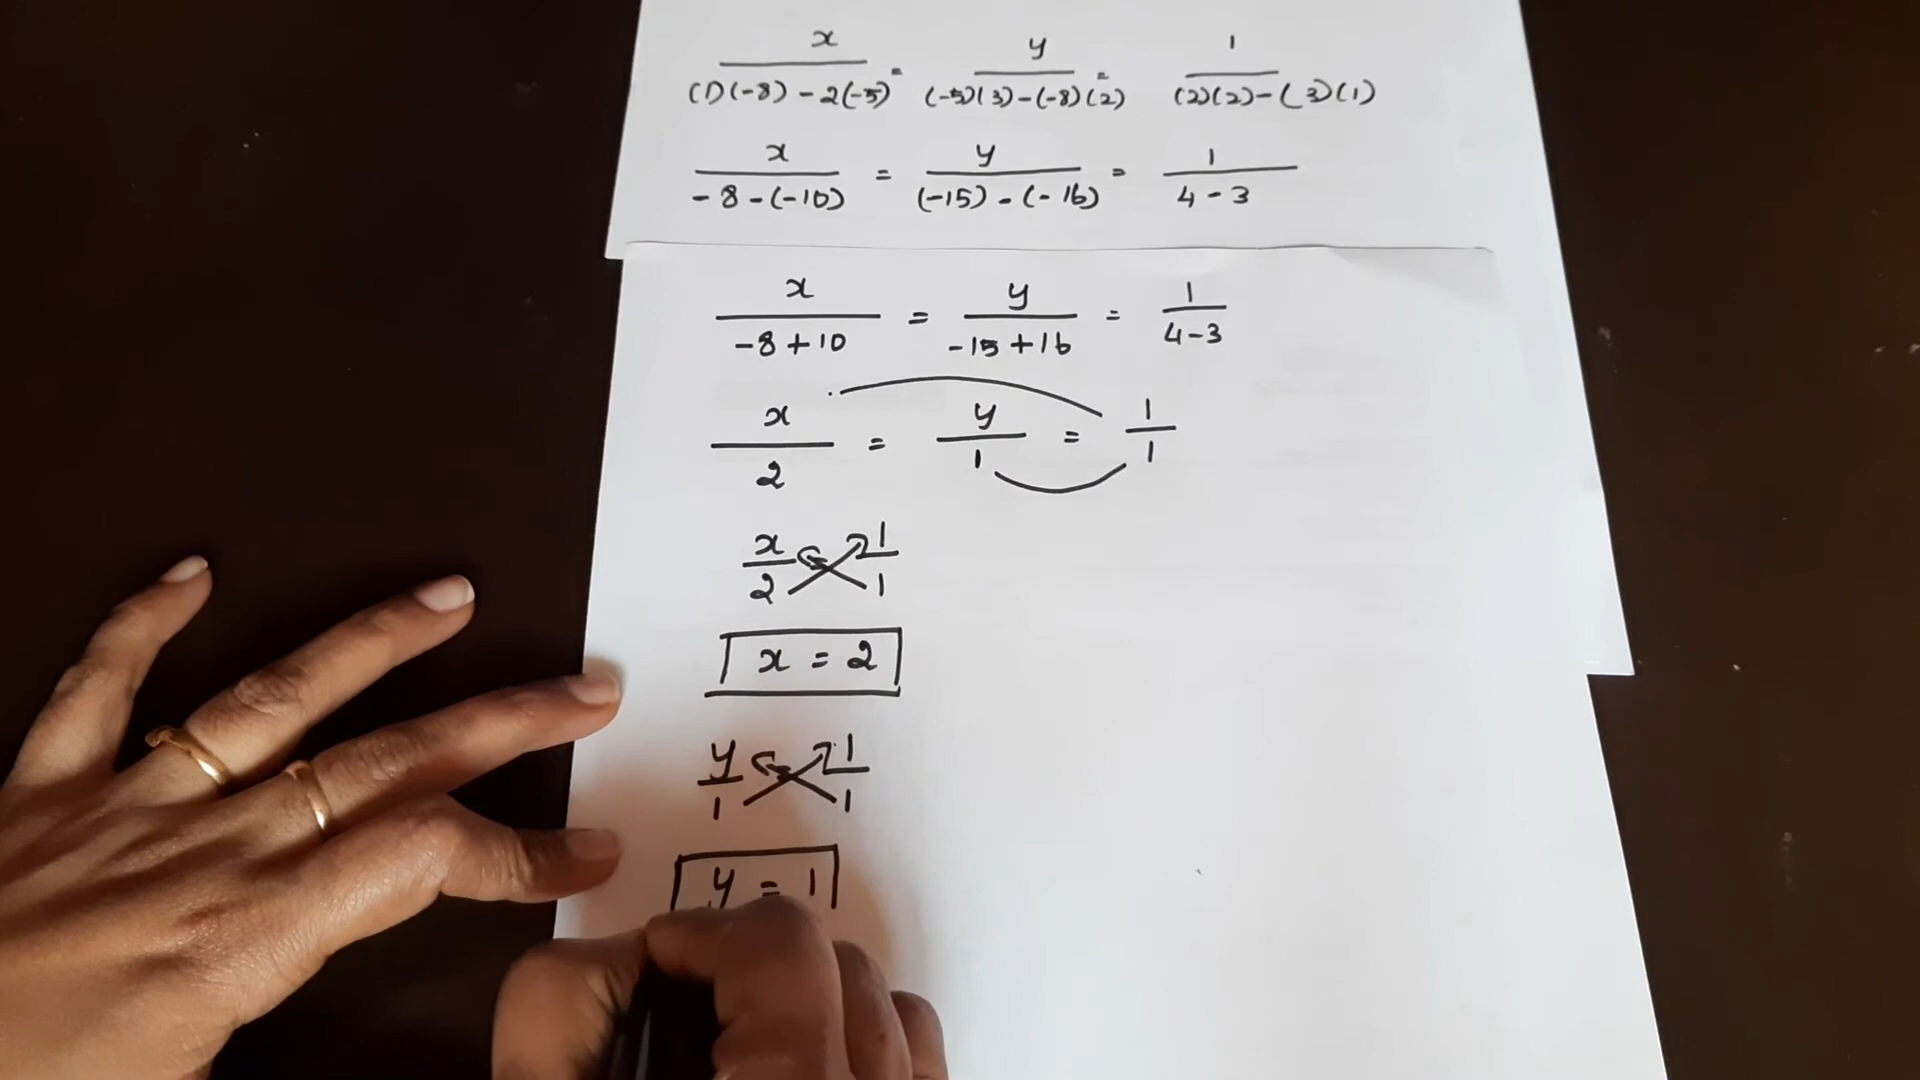 x / (1)(-8) - 2(-5) = y / (-5)(3) - (-8)(2) = 1 / (2)(2) - (3)(1)
x / -8 - (-10) = y / (-15) - (-16) = 1 / 4 - 3
x / -8 + 10 = y / -15 + 16 = 1 / 4 - 3
x / 2 = y / 1 = 1 / 1
x / 2 = 1 / 1
x = 2
y / 1 = 1 / 1
y = 1